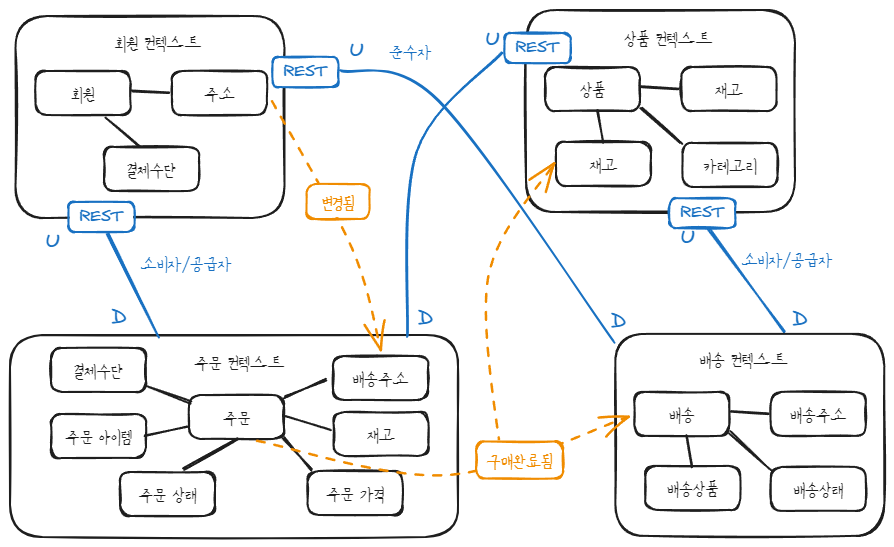 회원 컨텍스트
회원
주소
결제수단
REST
REST
U
준수자
U
REST
상품 컨텍스트
상품
재고
재고
카테고리
REST
변경됨
U
소비자/공급자
D
U
소비자/공급자
D
D
D
주문 컨텍스트
결제수단
배송주소
주문
주문 아이템
재고
주문 상태
주문 가격
구매완료됨
배송 컨텍스트
배송
배송주소
배송상품
배송상태